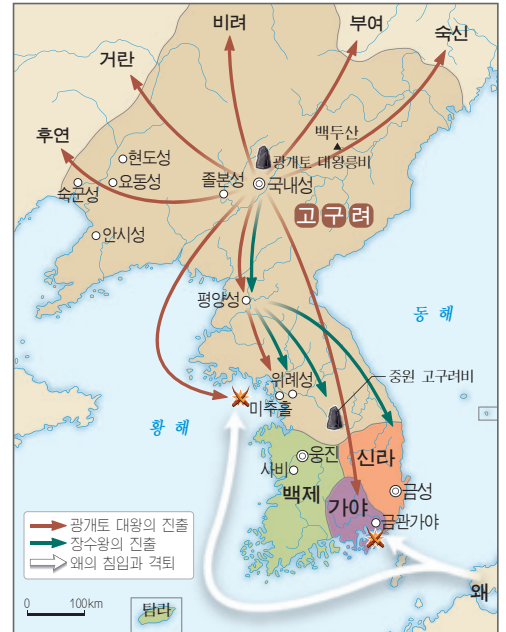 비려
부여
숙신
거란
후연
백두산
현도성
광개토 대왕릉비
숙군성
요동성
졸본성
국내성
고구려
안시성
평양성
동해
위례성
중원 고구려비
미추홀
황해
웅진
신라
사비
백제
금성
가야
금관가야
광개토 대왕의 진출
장수왕의 진출
왜의 침입과 격퇴
왜
0 100km
탐라